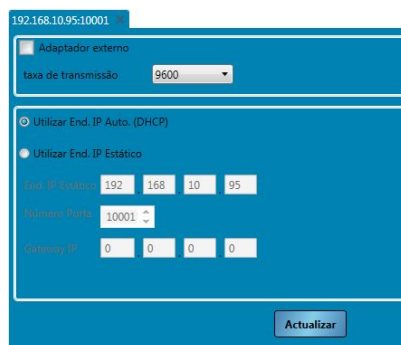 192.168.10.95:10001
Adaptador externo
taxa de transmissão 9600
Utilizar End. IP Auto. (DHCP)
Utilizar End. IP Estático
End. IP Estático 192 . 168 . 10 . 95
Número Porta 10001
Gateway IP 0 . 0 . 0 . 0
Actualizar